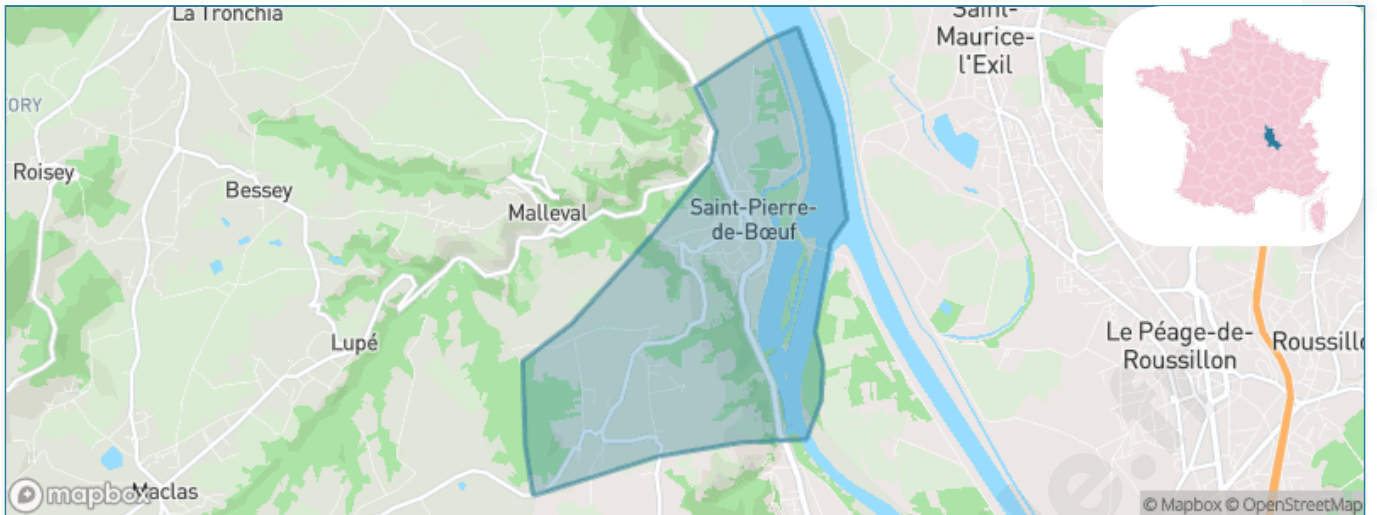 La Tronchia
Saint-
Maurice-
l'Exil
ORY
Roisey
Bessey
Malleval
Saint-Pierre-
de-Bœuf
Lupé
Le Péage-de-
Roussillon
Roussillo
Maclas
mapbox
© Mapbox © OpenStreetMap